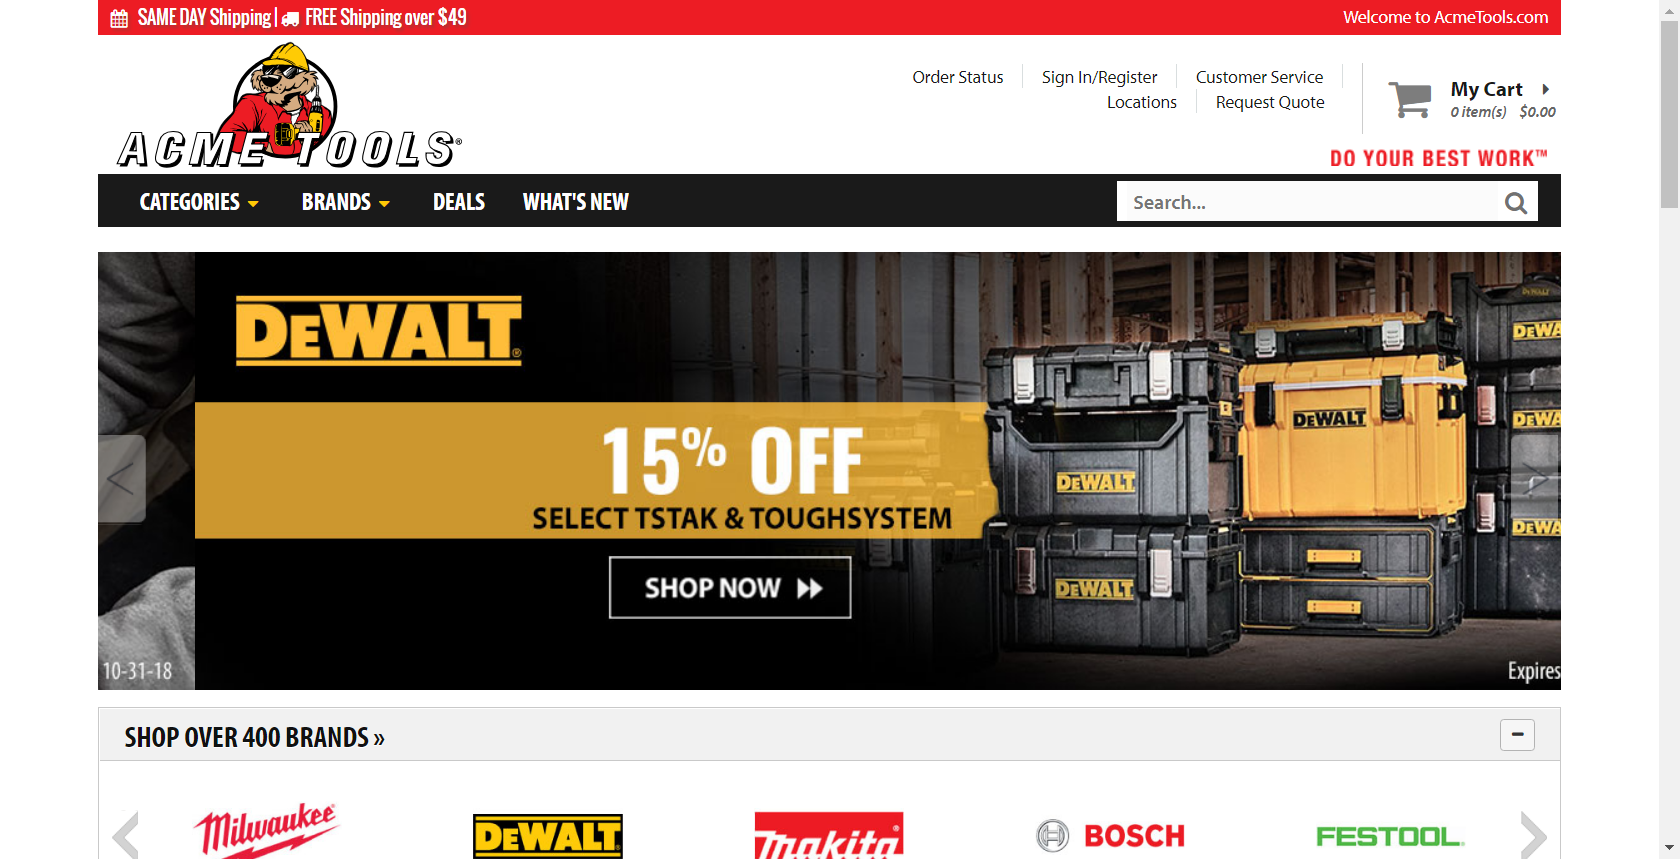 SAME DAY Shipping | FREE Shipping over $49
Welcome to AcmeTools.com
Order Status
Sign In/Register
Customer Service
Locations
Request Quote
My Cart
0 item(s) $0.00
ACME TOOLS®
DO YOUR BEST WORK™
CATEGORIES
BRANDS
DEALS
WHAT'S NEW
Search...
DEWALT®
15% OFF
SELECT TSTAK & TOUGHSYSTEM
SHOP NOW
DEWALT
DEWALT
DEWALT
DEWALT
DEWA
DEWA
DEWA
10-31-18
Expires
SHOP OVER 400 BRANDS »
Milwaukee®
DEWALT
makita®
BOSCH
FESTOOL